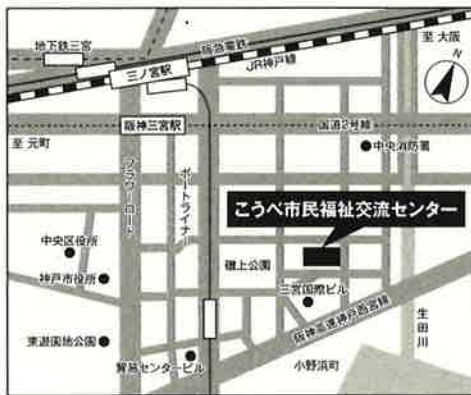 地下鉄三宮
阪急電鉄
至 大阪
N
三ノ宮駅
JR神戸線
阪神三宮駅
国道2号線
至 元町
中央消防署
フラワーロード
ポートライナー
こうべ市民福祉交流センター
中央区役所
磯上公園
神戸市役所
三宮国際ビル
阪神高速神戸西宮線
生田川
東遊園地公園
貿易センタービル
小野浜町